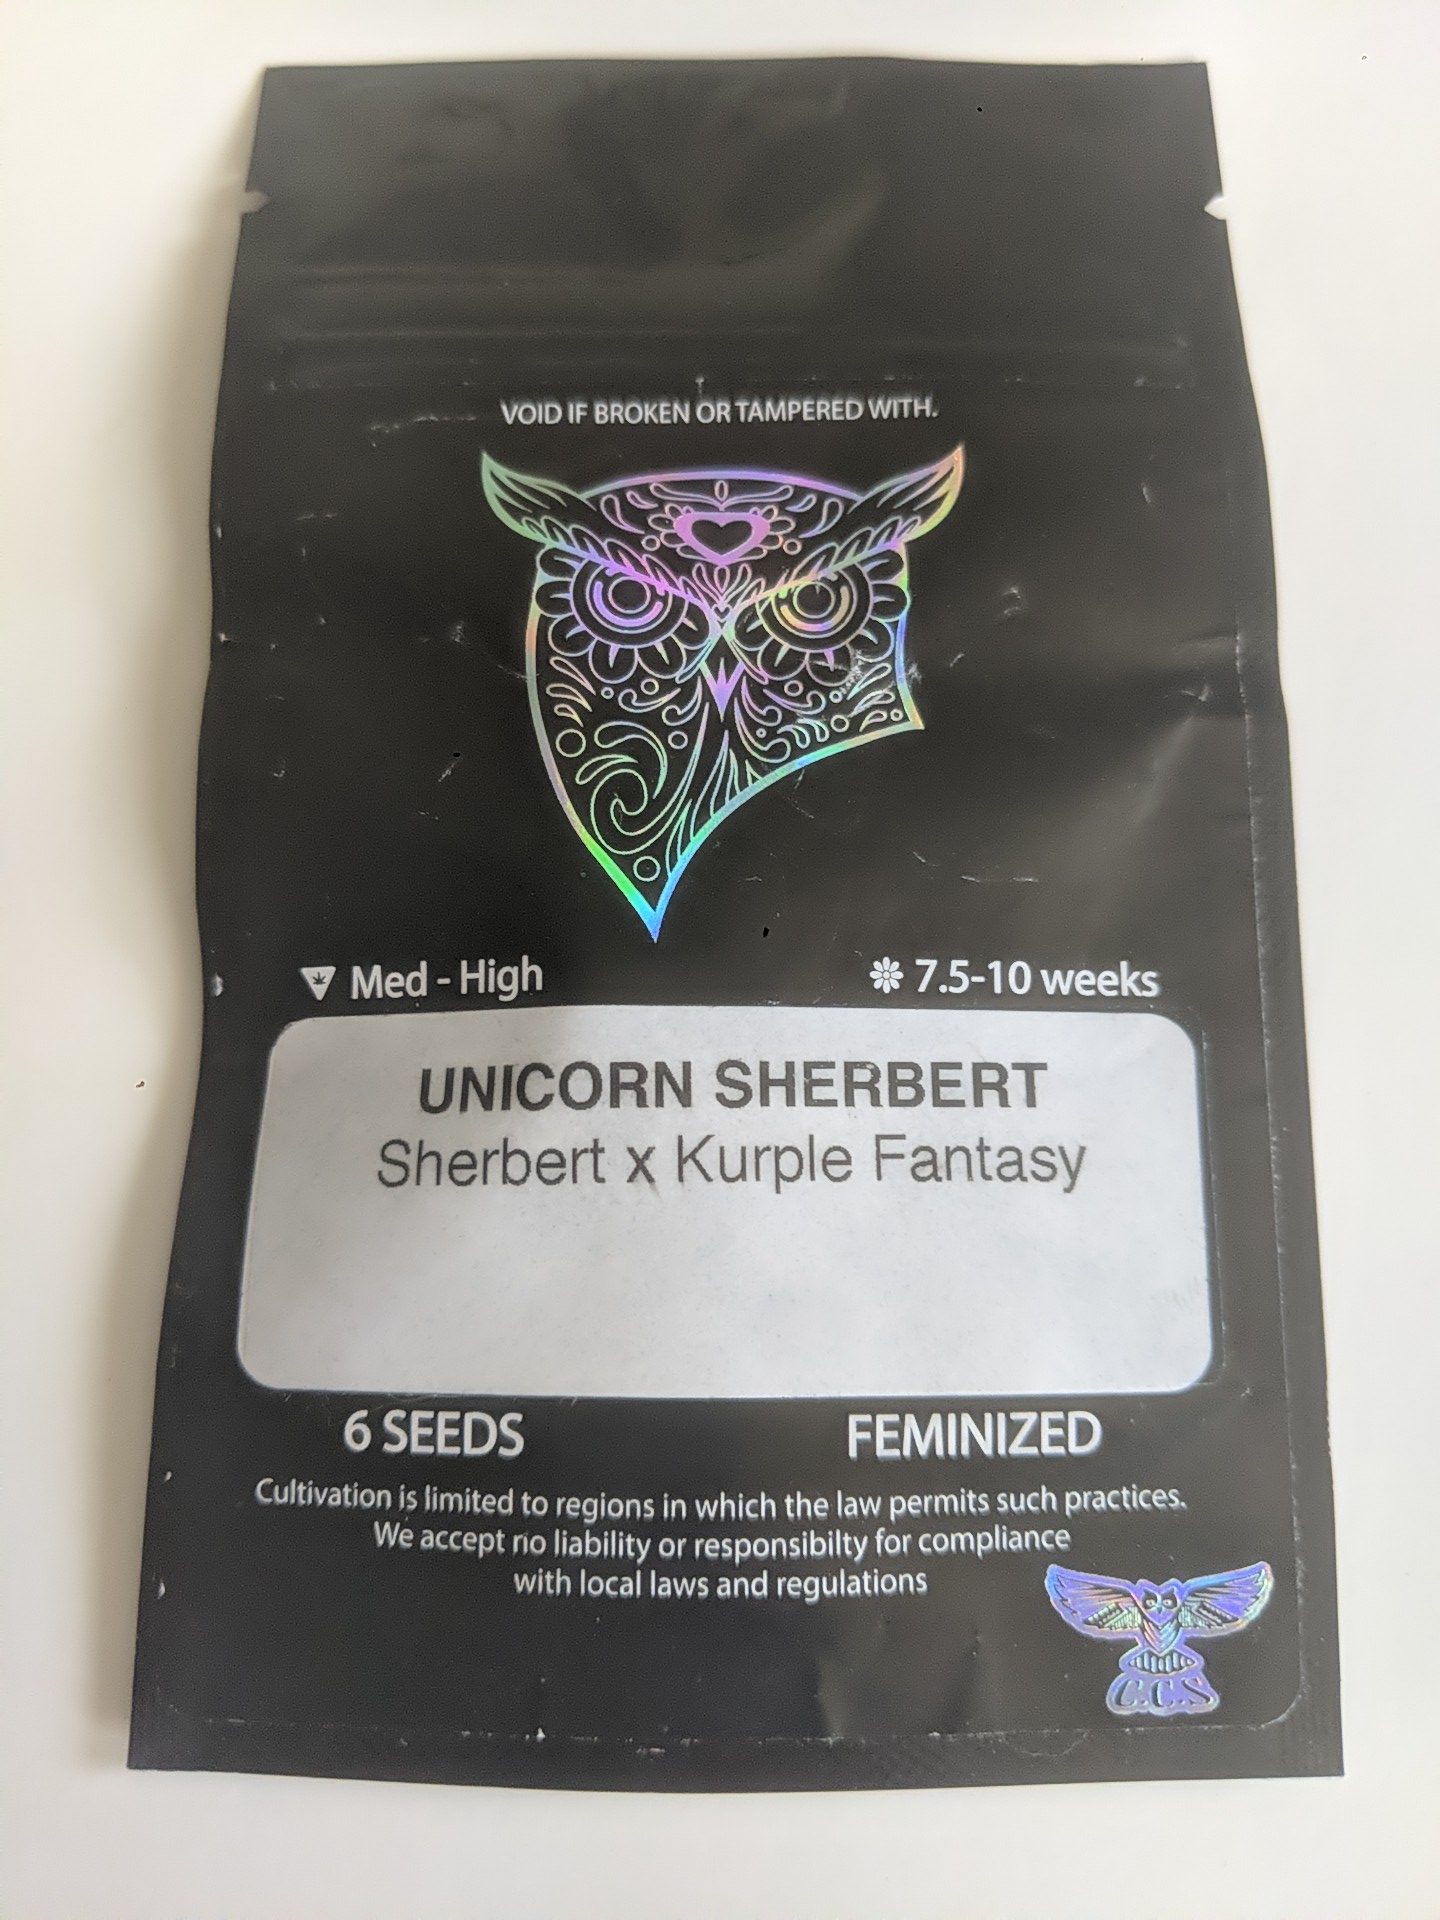 VOID IF BROKEN OR TAMPERED WITH.
Med - High
7.5-10 weeks
UNICORN SHERBERT
Sherbert x Kurple Fantasy
6 SEEDS
FEMINIZED
Cultivation is limited to regions in which the law permits such practices.
We accept no liability or responsibilty for compliance
with local laws and regulations
C.C.S